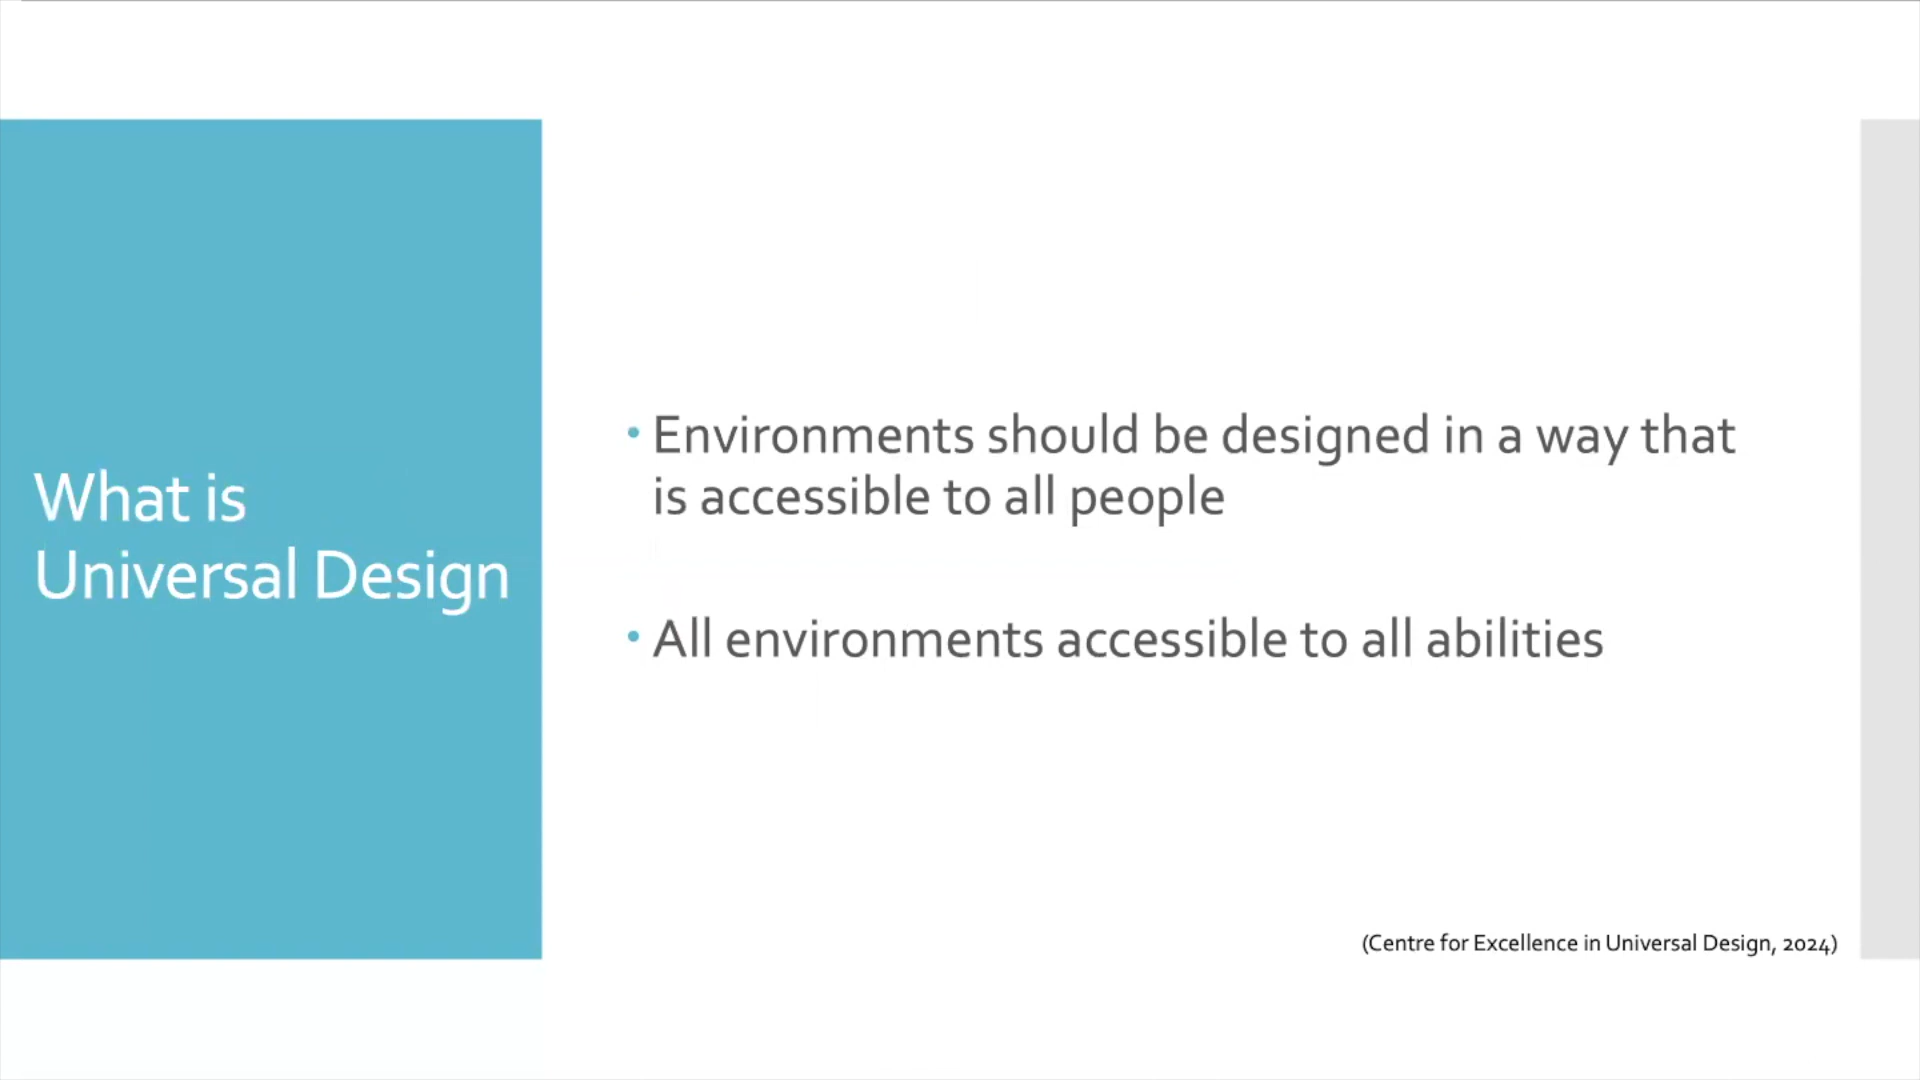 What is
Universal Design
• Environments should be designed in a way that
is accessible to all people
• All environments accessible to all abilities
(Centre for Excellence in Universal Design, 2024)